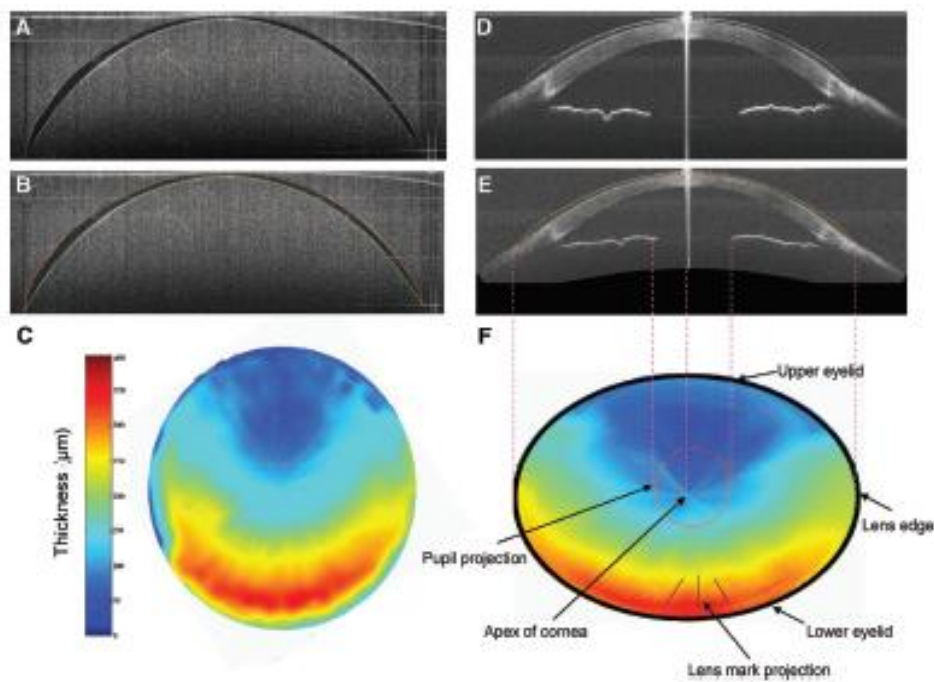 A
D
B
E
C
F
Thickness (µm)
Upper eyelid
Lens edge
Pupil projection
Apex of cornea
Lower eyelid
Lens mark projection